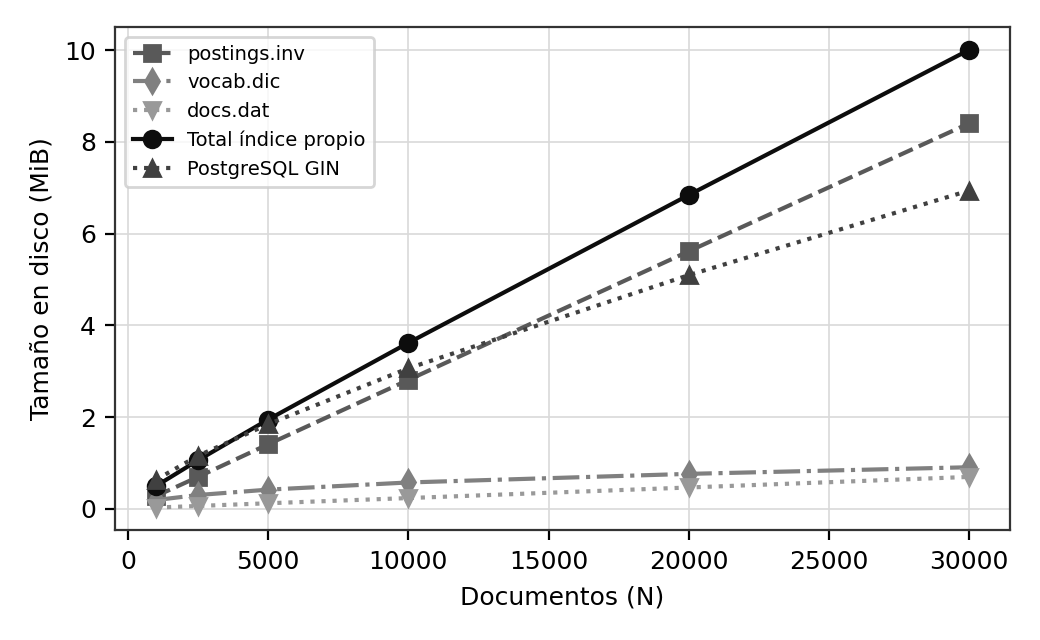 postings.inv
vocab.dic
docs.dat
Total índice propio
PostgreSQL GIN
Tamaño en disco (MiB)
10
8
6
4
2
0
0 5000 10000 15000 20000 25000 30000
Documentos (N)